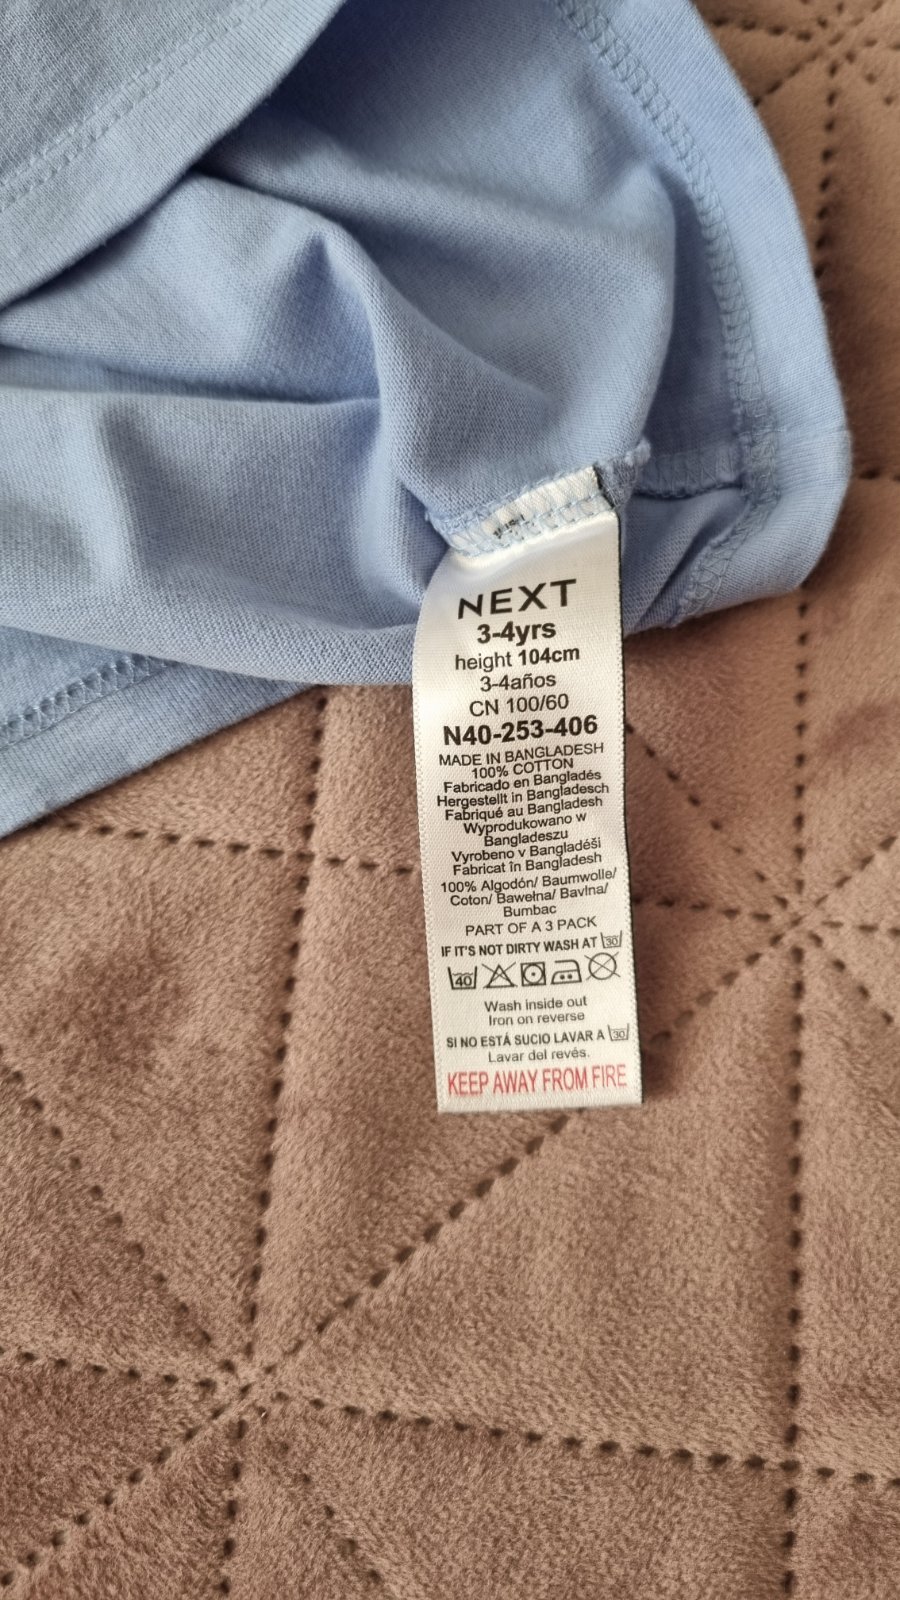 NEXT
3-4yrs
height 104cm
3-4años
CN 100/60
N40-253-406
MADE IN BANGLADESH
100% COTTON
Fabricado en Bangladés
Hergestellt in Bangladesch
Fabriqué au Bangladesh
Wyprodukowano w
Bangladeszu
Vyrobeno v Bangladéši
Fabricat în Bangladesh
100% Algodón/ Baumwolle/
Coton/ Bawełna/ Bavlna/
Bumbac
PART OF A 3 PACK
IF IT'S NOT DIRTY WASH AT 30
40
Wash inside out
Iron on reverse
SI NO ESTÁ SUCIO LAVAR A 30
Lavar del revés.
KEEP AWAY FROM FIRE